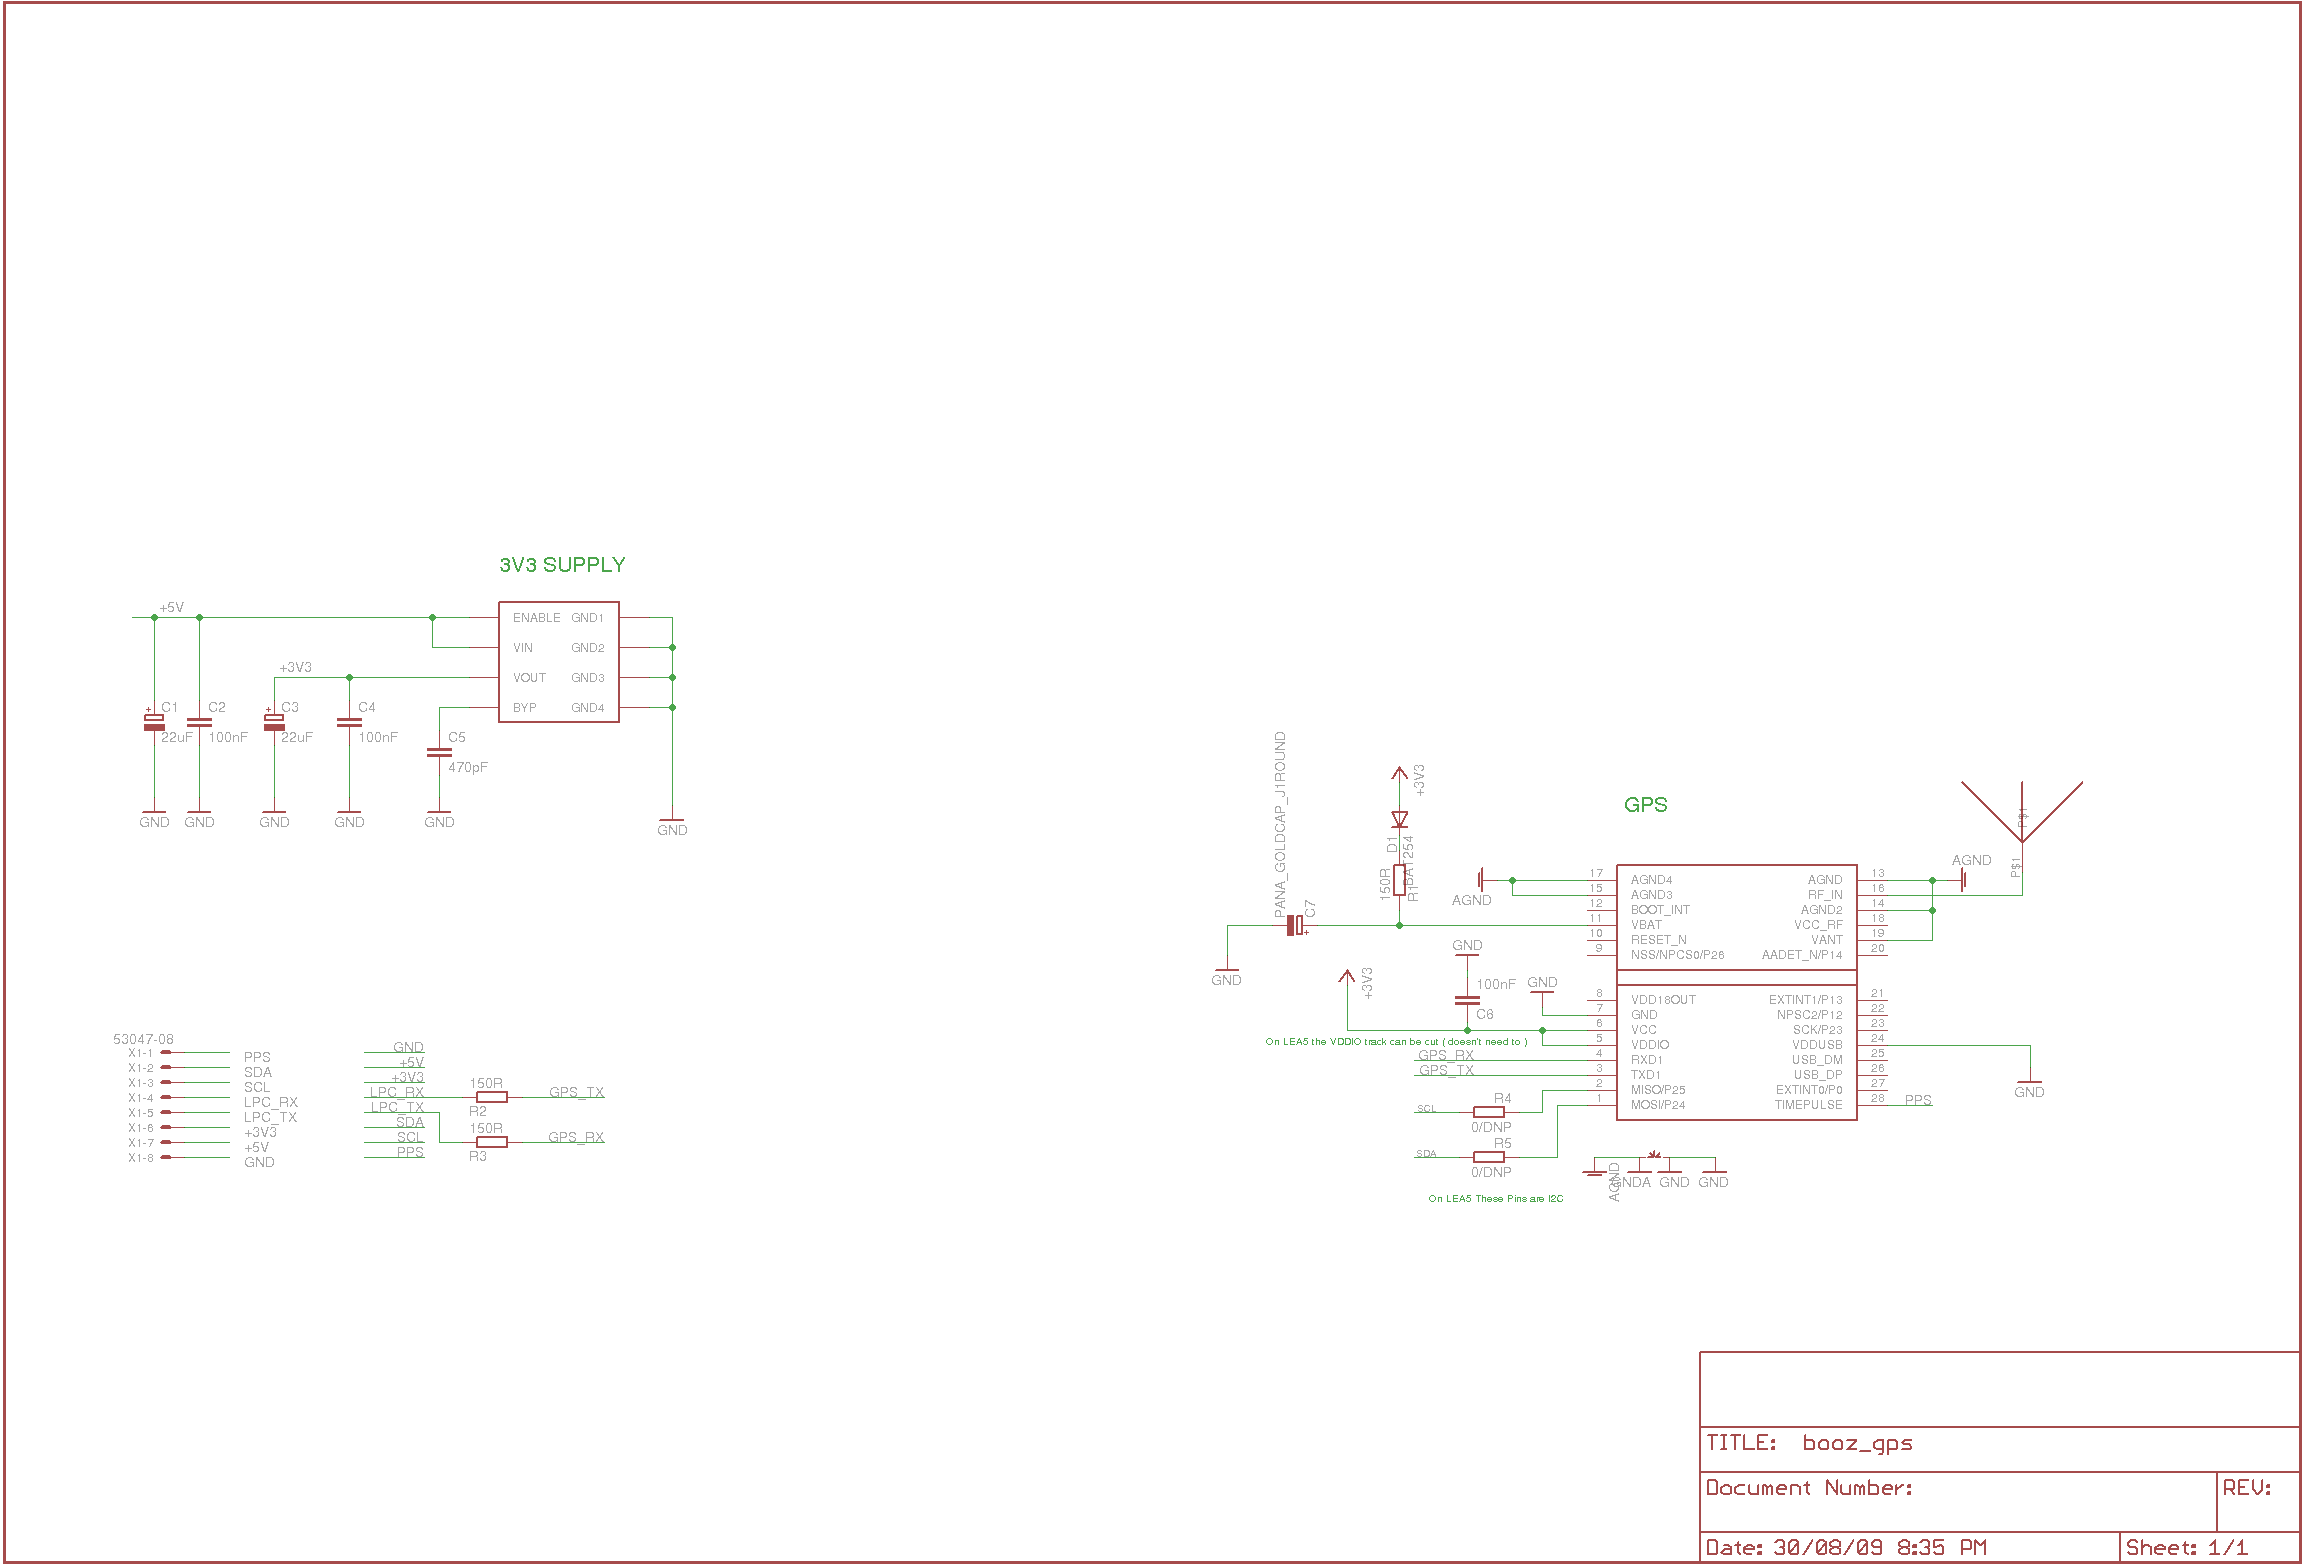 3V3 SUPPLY
+5V
ENABLE GND1
VIN GND2
+3V3
VOUT GND3
BYP GND4
C1
22uF
C2
100nF
C3
22uF
C4
100nF
C5
470pF
GND
GND
GND
GND
GND
GND
53047-08
X1-1 PPS
X1-2 SDA
X1-3 SCL
X1-4 LPC_RX
X1-5 LPC_TX
X1-6 +3V3
X1-7 +5V
X1-8 GND
GND
+5V
+3V3
LPC_RX
LPC_TX
SDA
SCL
PPS
150R
R2
GPS_TX
150R
R3
GPS_RX
PANA_GOLDCAP_J1ROUND
C7
GND
+3V3
D1
BAT254
150R
R1
GPS
AGND
17 AGND4 AGND 13
15 AGND3 RF_IN 16
12 BOOT_INT AGND2 14
11 VBAT VCC_RF 18
10 RESET_N VANT 19
9 NSS/NPCS0/P26 AADET_N/P14 20
8 VDD18OUT EXTINT1/P13 21
7 GND NPSC2/P12 22
6 VCC SCK/P23 23
5 VDDIO VDDUSB 24
4 RXD1 USB_DM 25
3 TXD1 USB_DP 26
2 MISO/P25 EXTINT0/P0 27
1 MOSI/P24 TIMEPULSE 28
AGND
P$1
P$1
GND
PPS
+3V3
GND
100nF
C6
GND
On LEA5 the VDDIO track can be cut ( doesn't need to )
GPS_RX
GPS_TX
SCL
R4
0/DNP
SDA
R5
0/DNP
On LEA5 These Pins are I2C
AGND
GNDA
GND
GND
TITLE: booz_gps
Document Number:
REV:
Date: 30/08/09 8:35 PM
Sheet: 1/1